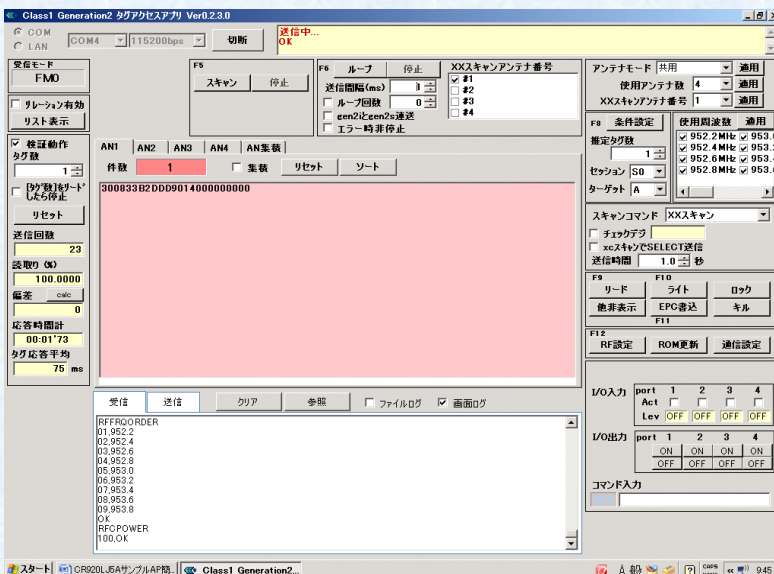 Class1 Generation2 タグアクセスアプリ Ver0.2.3.0
COM
LAN
COM4
115200bps
切断
送信中...
OK
受信モード
FM0
リレーション有効
リスト表示
F5
スキャン
停止
F6
ループ
停止
送信間隔(ms)
1
ループ回数
0
gen2iとgen2s連送
エラー時非停止
XXスキャンアンテナ番号
#1
#2
#3
#4
アンテナモード
共用
適用
使用アンテナ数
4
適用
XXスキャンアンテナ番号
1
適用
検証動作
タグ数
1
[タグ数]をリード
したら停止
リセット
送信回数
23
読取り (%)
100.0000
偏差
calc
0
応答時間計
00:01'73
タグ応答平均
75 ms
AN1
AN2
AN3
AN4
AN集装
件数
1
集装
リセット
ソート
300833B2DDD9014000000000
F8
条件設定
推定タグ数
1
セッション
S0
ターゲット
A
使用周波数
適用
952.2MHz
953.
952.4MHz
953.
952.6MHz
953.
952.8MHz
953.
スキャンコマンド
XXスキャン
チェックデジ
xcスキャンでSELECT送信
送信時間
1.0
秒
F9
F10
リード
ライト
ロック
他非表示
EPC書込
キル
F11
F12
RF設定
ROM更新
通信設定
受信
送信
クリア
参照
ファイルログ
画面ログ
RFFRQORDER
01,952.2
02,952.4
03,952.6
04,952.8
05,953.0
06,953.2
07,953.4
08,953.6
09,953.8
OK
RFCPOWER
100,OK
I/O入力
port 1 2 3 4
Act
Lev OFF OFF OFF OFF
I/O出力
port 1 2 3 4
ON ON ON ON
OFF OFF OFF OFF
コマンド入力
スタート
Class1 Generation2...
A 般
CAPS
9:45